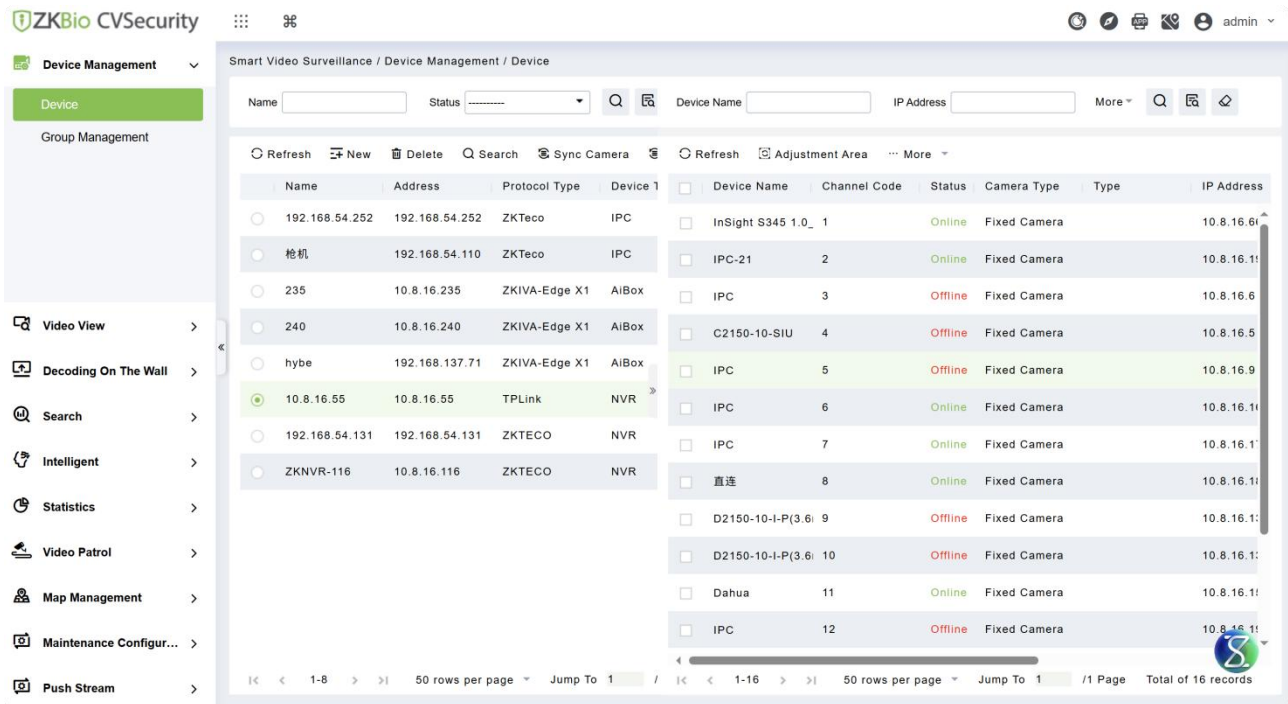 ZKBio CVSecurity
admin
Device Management
Device
Group Management
Video View
Decoding On The Wall
Search
Intelligent
Statistics
Video Patrol
Map Management
Maintenance Configur...
Push Stream
Smart Video Surveillance / Device Management / Device
Name Status ----------
Refresh New Delete Search Sync Camera
Name Address Protocol Type Device
192.168.54.252 192.168.54.252 ZKTeco IPC
枪机 192.168.54.110 ZKTeco IPC
235 10.8.16.235 ZKIVA-Edge X1 AiBox
240 10.8.16.240 ZKIVA-Edge X1 AiBox
hybe 192.168.137.71 ZKIVA-Edge X1 AiBox
10.8.16.55 10.8.16.55 TPLink NVR
192.168.54.131 192.168.54.131 ZKTECO NVR
ZKNVR-116 10.8.16.116 ZKTECO NVR
1-8 50 rows per page Jump To 1 /
Device Name IP Address More
Refresh Adjustment Area ... More
Device Name Channel Code Status Camera Type Type IP Address
InSight S345 1.0_ 1 Online Fixed Camera
IPC-21 2 Online Fixed Camera
IPC 3 Offline Fixed Camera 10.8.16.6
C2150-10-SIU 4 Offline Fixed Camera 10.8.16.5
IPC 5 Offline Fixed Camera 10.8.16.9
IPC 6 Online Fixed Camera
IPC 7 Online Fixed Camera
直连 8 Online Fixed Camera
D2150-10-I-P(3.6 9 Offline Fixed Camera
D2150-10-I-P(3.6 10 Offline Fixed Camera
Dahua 11 Online Fixed Camera
IPC 12 Offline Fixed Camera
1-16 50 rows per page Jump To 1 /1 Page Total of 16 records